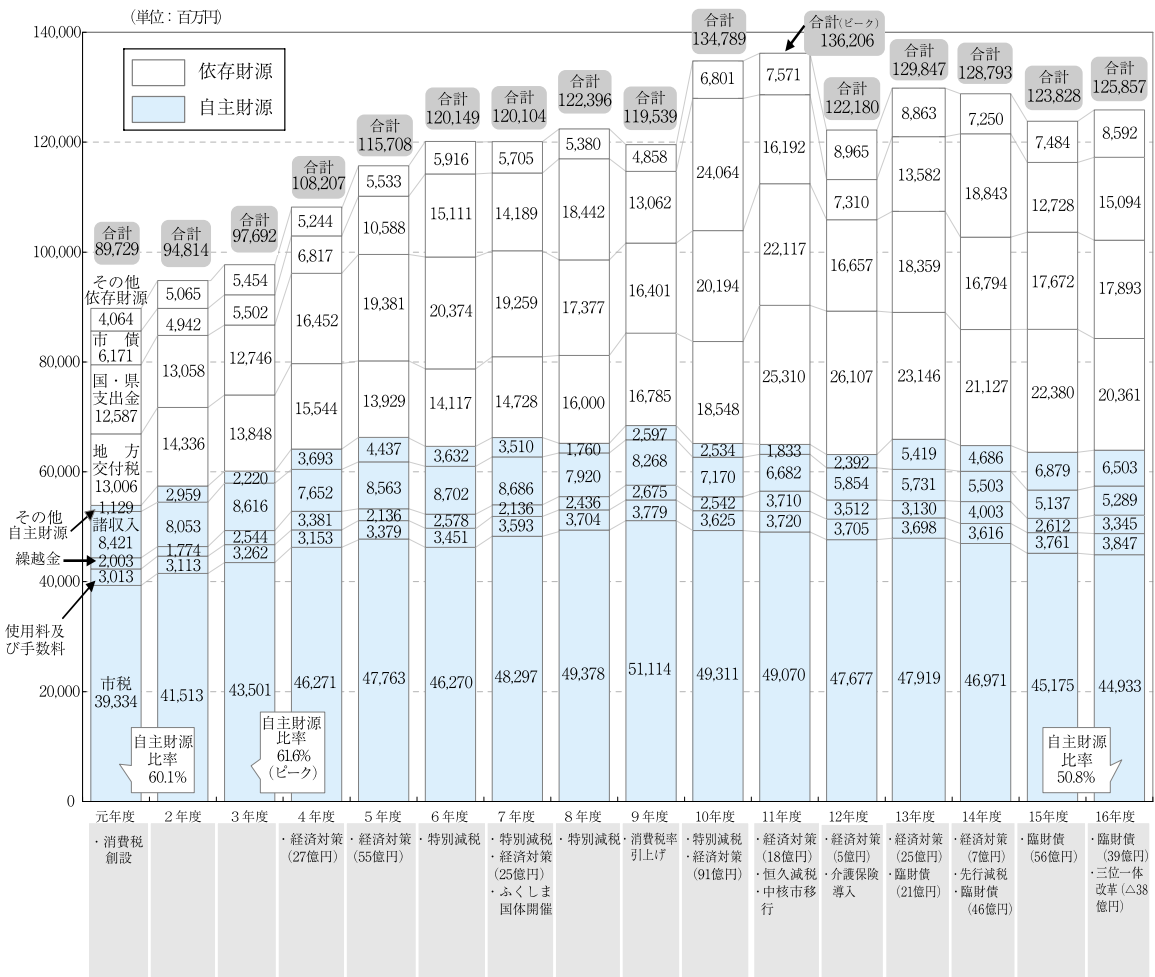 （単位：百万円）
140,000
120,000
100,000
80,000
60,000
40,000
20,000
0
依存財源
自主財源
合計
89,729
その他
依存財源
4,064
市　債
6,171
国・県
支出金
12,587
地　方
交付税
13,006
1,129
その他
自主財源
諸収入
8,421
繰越金
2,003
3,013
使用料及
び手数料
市税
39,334
自主財源
比率
60.1%
元年度
・消費税
創設
合計
94,814
5,065
4,942
13,058
14,336
2,959
8,053
1,774
3,113
41,513
2年度
合計
97,692
5,454
5,502
12,746
13,848
2,220
8,616
2,544
3,262
43,501
自主財源
比率
61.6%
（ピーク）
3年度
合計
108,207
5,244
6,817
16,452
15,544
3,693
7,652
3,381
3,153
46,271
4年度
・経済対策
（27億円）
合計
115,708
5,533
10,588
19,381
13,929
4,437
8,563
2,136
3,379
47,763
5年度
・経済対策
（55億円）
合計
120,149
5,916
15,111
20,374
14,117
3,632
8,702
2,578
3,451
46,270
6年度
・特別減税
合計
120,104
5,705
14,189
19,259
14,728
3,510
8,686
2,136
3,593
48,297
7年度
・特別減税
・経済対策
（25億円）
・ふくしま
国体開催
合計
122,396
5,380
18,442
17,377
16,000
1,760
7,920
2,436
3,704
49,378
8年度
・特別減税
合計
119,539
4,858
13,062
16,401
16,785
2,597
8,268
2,675
3,779
51,114
9年度
・消費税率
引上げ
合計
134,789
6,801
24,064
20,194
18,548
2,534
7,170
2,542
3,625
49,311
10年度
・特別減税
・経済対策
（91億円）
合計（ピーク）
136,206
7,571
16,192
22,117
25,310
1,833
6,682
3,710
3,720
49,070
11年度
・経済対策
（18億円）
・恒久減税
・中核市移
行
合計
122,180
8,965
7,310
16,657
26,107
2,392
5,854
3,512
3,705
47,677
12年度
・経済対策
（5億円）
・介護保険
導入
合計
129,847
8,863
13,582
18,359
23,146
5,419
5,731
3,130
3,698
47,919
13年度
・経済対策
（25億円）
・臨財債
（21億円）
合計
128,793
7,250
18,843
16,794
21,127
4,686
5,503
4,003
3,616
46,971
14年度
・経済対策
（7億円）
・先行減税
・臨財債
（46億円）
合計
123,828
7,484
12,728
17,672
22,380
6,879
5,137
2,612
3,761
45,175
15年度
・臨財債
（56億円）
合計
125,857
8,592
15,094
17,893
20,361
6,503
5,289
3,345
3,847
44,933
自主財源
比率
50.8%
16年度
・臨財債
（39億円）
・三位一体
改革（△38
億円）